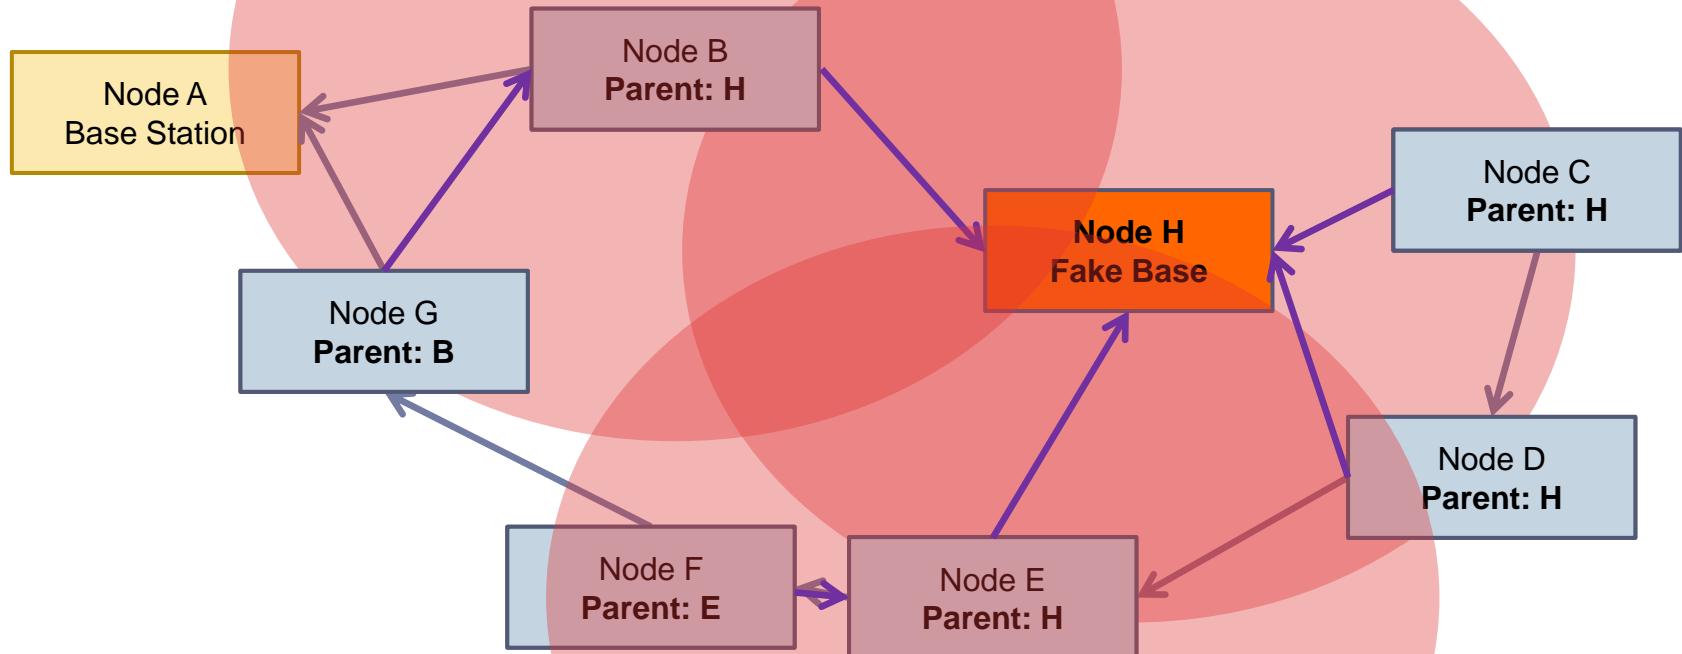 Node A
Base Station
Node B
Parent: H
Node C
Parent: H
Node H
Fake Base
Node G
Parent: B
Node D
Parent: H
Node F
Parent: E
Node E
Parent: H